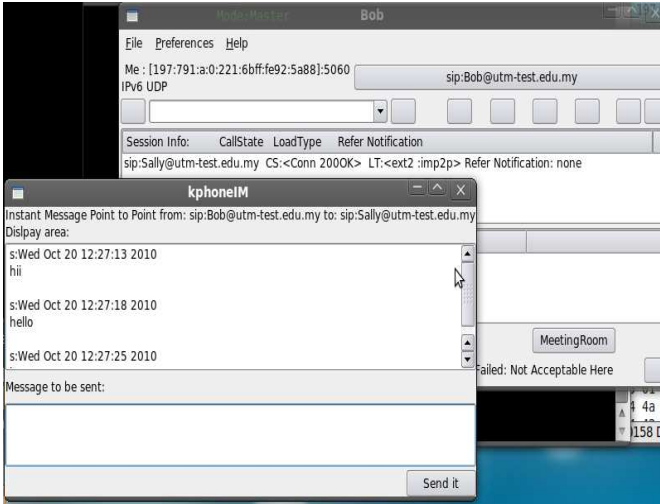 Mode:Master
Bob
File Preferences Help
Me : [197:791:a:0:221:6bff:fe92:5a88]:5060
IPv6 UDP
sip:Bob@utm-test.edu.my
Session Info: CallState LoadType Refer Notification
sip:Sally@utm-test.edu.my CS:<Conn 200OK> LT:<ext2 :imp2p> Refer Notification: none
kphoneIM
Instant Message Point to Point from: sip:Bob@utm-test.edu.my to: sip:Sally@utm-test.edu.my
Dislpay area:
s:Wed Oct 20 12:27:13 2010
hii
s:Wed Oct 20 12:27:18 2010
hello
s:Wed Oct 20 12:27:25 2010
MeetingRoom
Failed: Not Acceptable Here
4 4a
0158 D
Message to be sent:
Send it